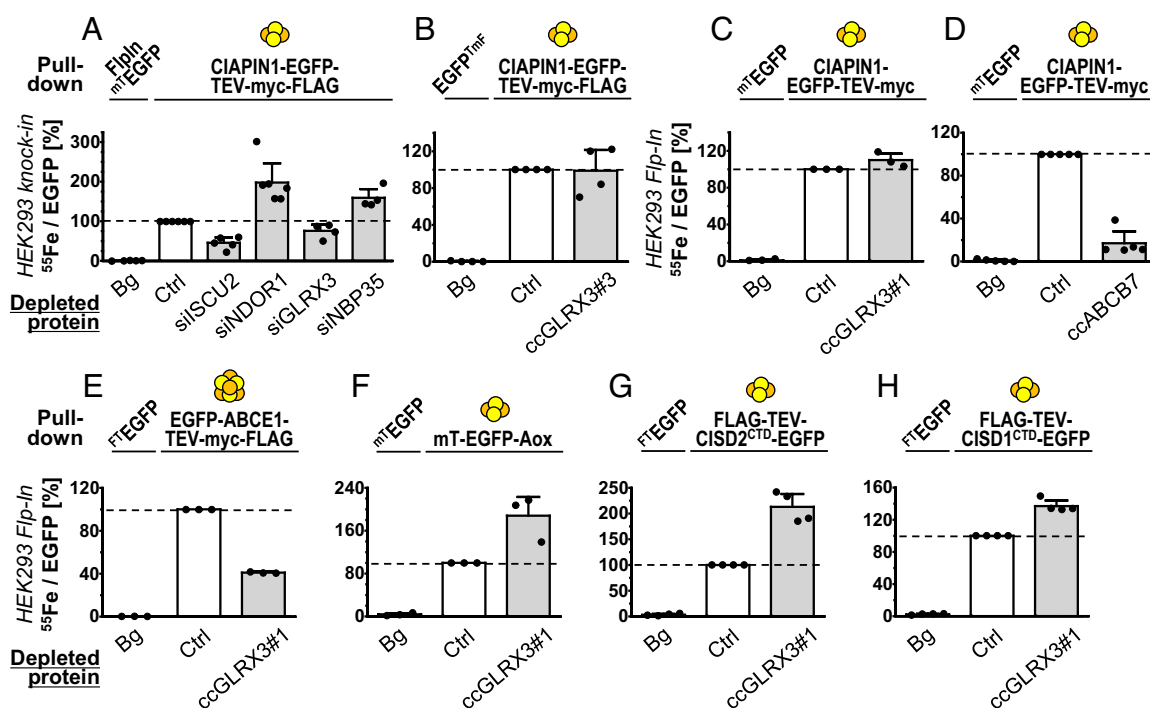 A
Pull-
down
FlpIn
mTEGFP
CIAPIN1-EGFP-
TEV-myc-FLAG
HEK293 knock-in
55Fe / EGFP [%]
300
200
100
0
Bg
Ctrl
siISCU2
siNDOR1
siGLRX3
siNBP35
Depleted
protein
B
EGFPTmF
CIAPIN1-EGFP-
TEV-myc-FLAG
120
80
40
0
Bg
Ctrl
ccGLRX3#3
C
mTEGFP
CIAPIN1-
EGFP-TEV-myc
HEK293 Flp-In
55Fe / EGFP [%]
120
80
40
0
Bg
Ctrl
ccGLRX3#1
D
mTEGFP
CIAPIN1-
EGFP-TEV-myc
120
80
40
0
Bg
Ctrl
ccABCB7
E
Pull-
down
FTEGFP
EGFP-ABCE1-
TEV-myc-FLAG
HEK293 Flp-In
55Fe / EGFP [%]
120
80
40
0
Bg
Ctrl
ccGLRX3#1
Depleted
protein
F
mTEGFP
mT-EGFP-Aox
240
160
80
0
Bg
Ctrl
ccGLRX3#1
G
FTEGFP
FLAG-TEV-
CISD2CTD-EGFP
250
200
150
100
50
0
Bg
Ctrl
ccGLRX3#1
H
FTEGFP
FLAG-TEV-
CISD1CTD-EGFP
160
120
80
40
0
Bg
Ctrl
ccGLRX3#1